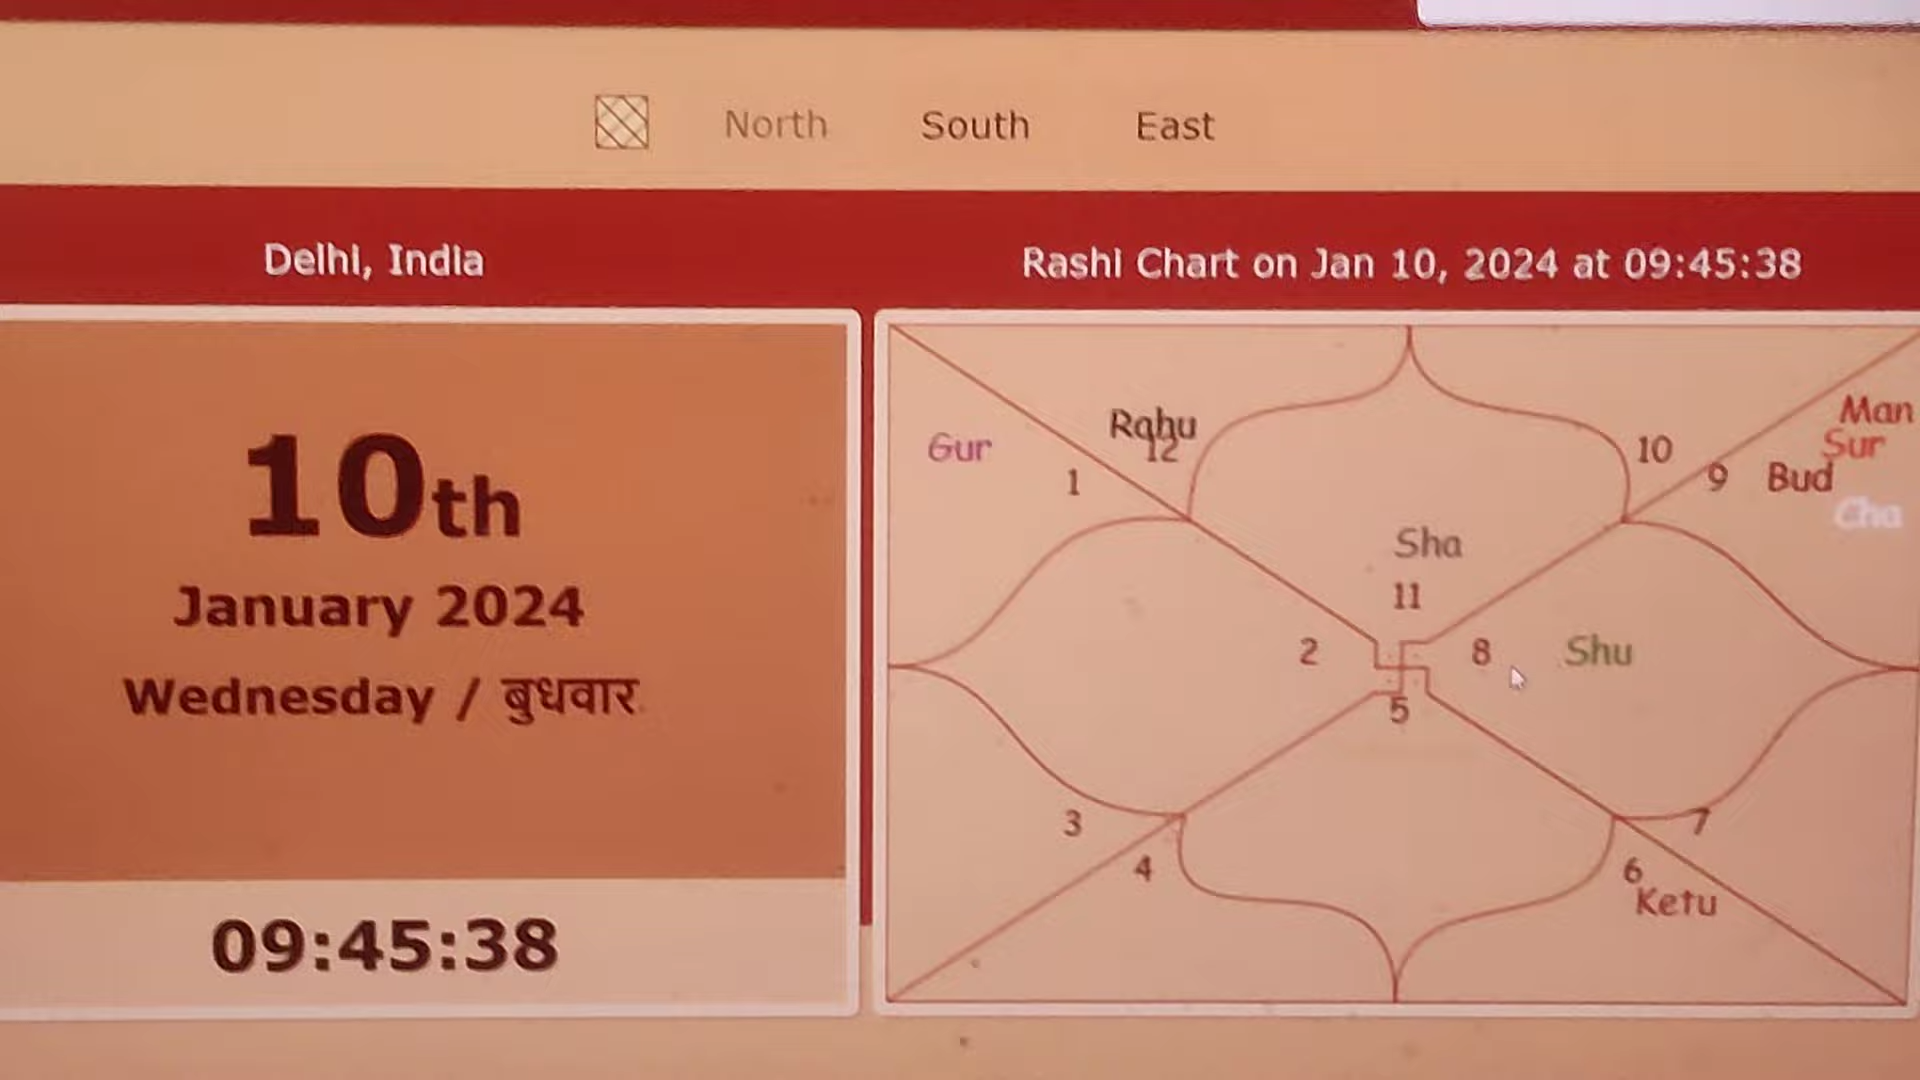 North South East
Delhi, India
Rashi Chart on Jan 10, 2024 at 09:45:38
10th
January 2024
Wednesday / बुधवार
09:45:38
Gur
1
Rahu
12
10
9
Man
Sur
Bud
Cha
Sha
11
2
8
Shu
5
3
4
7
6
Ketu